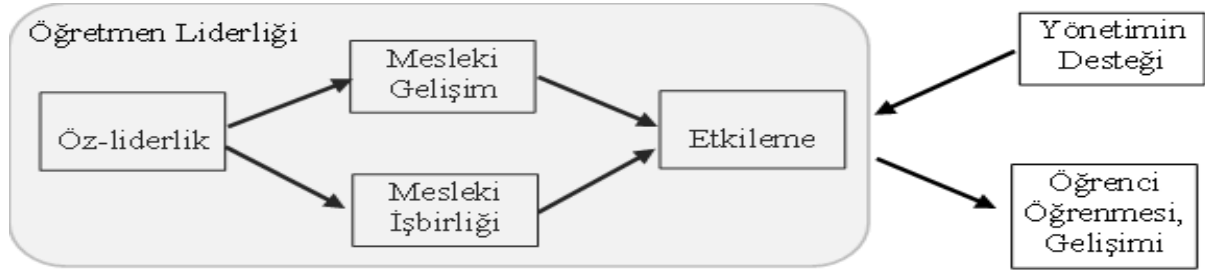 Öğretmen Liderliği
Öz-liderlik
Mesleki
Gelişim
Mesleki
İşbirliği
Etkileme
Yönetimin
Desteği
Öğrenci
Öğrenmesi,
Gelişimi